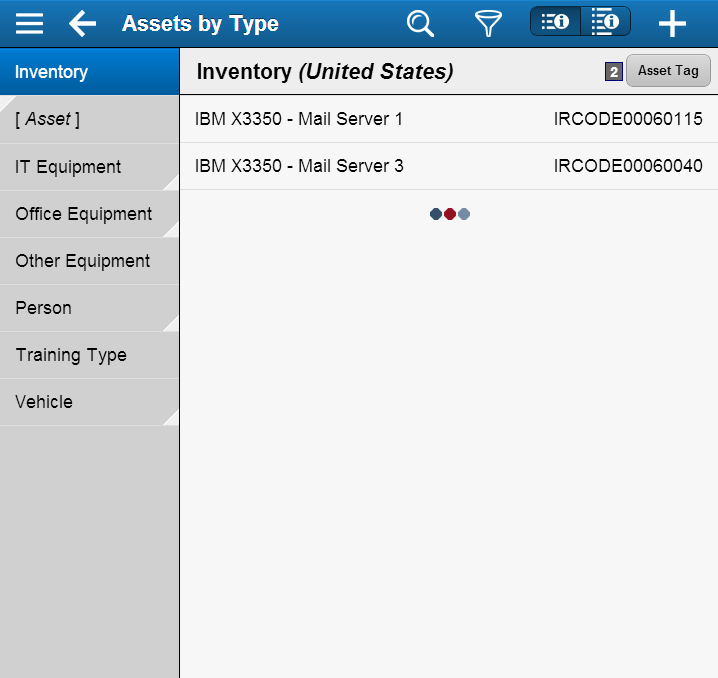 Assets by Type
Inventory
[ Asset ]
IT Equipment
Office Equipment
Other Equipment
Person
Training Type
Vehicle
Inventory (United States)
2 Asset Tag
IBM X3350 - Mail Server 1 IRCODE00060115
IBM X3350 - Mail Server 3 IRCODE00060040